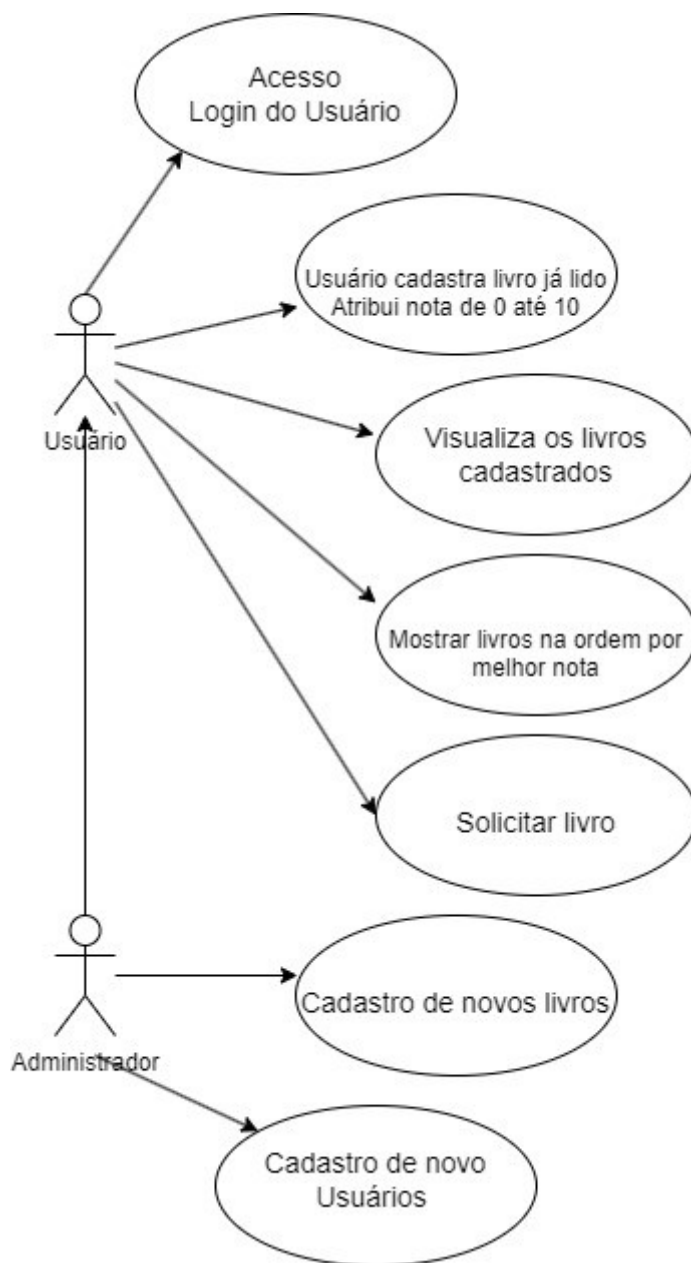 Acesso
Login do Usuário
Usuário cadastra livro já lido
Atribui nota de 0 até 10
Usuário
Visualiza os livros
cadastrados
Mostrar livros na ordem por
melhor nota
Solicitar livro
Cadastro de novos livros
Administrador
Cadastro de novo
Usuários